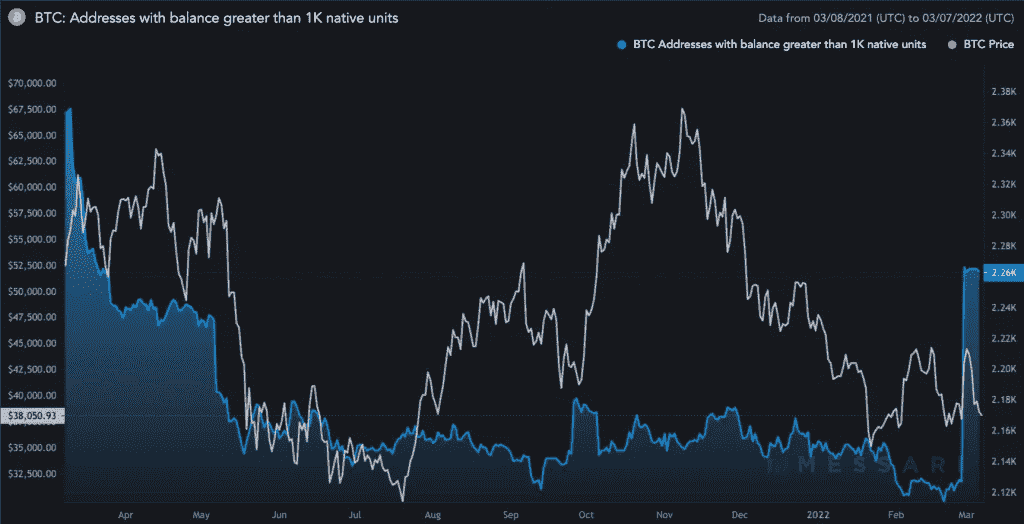 BTC: Addresses with balance greater than 1K native units
Data from 03/08/2021 (UTC) to 03/07/2022 (UTC)
BTC Addresses with balance greater than 1K native units
BTC Price
$70,000.00
$67,500.00
$65,000.00
$62,500.00
$60,000.00
$57,500.00
$55,000.00
$52,500.00
$50,000.00
$47,500.00
$45,000.00
$42,500.00
$40,000.00
$38,050.93
$35,000.00
$32,500.00
2.38K
2.36K
2.34K
2.32K
2.30K
2.28K
2.26K
2.24K
2.22K
2.20K
2.18K
2.16K
2.14K
2.12K
MESSARI
Apr
May
Jun
Jul
Aug
Sep
Oct
Nov
Dec
2022
Feb
Mar